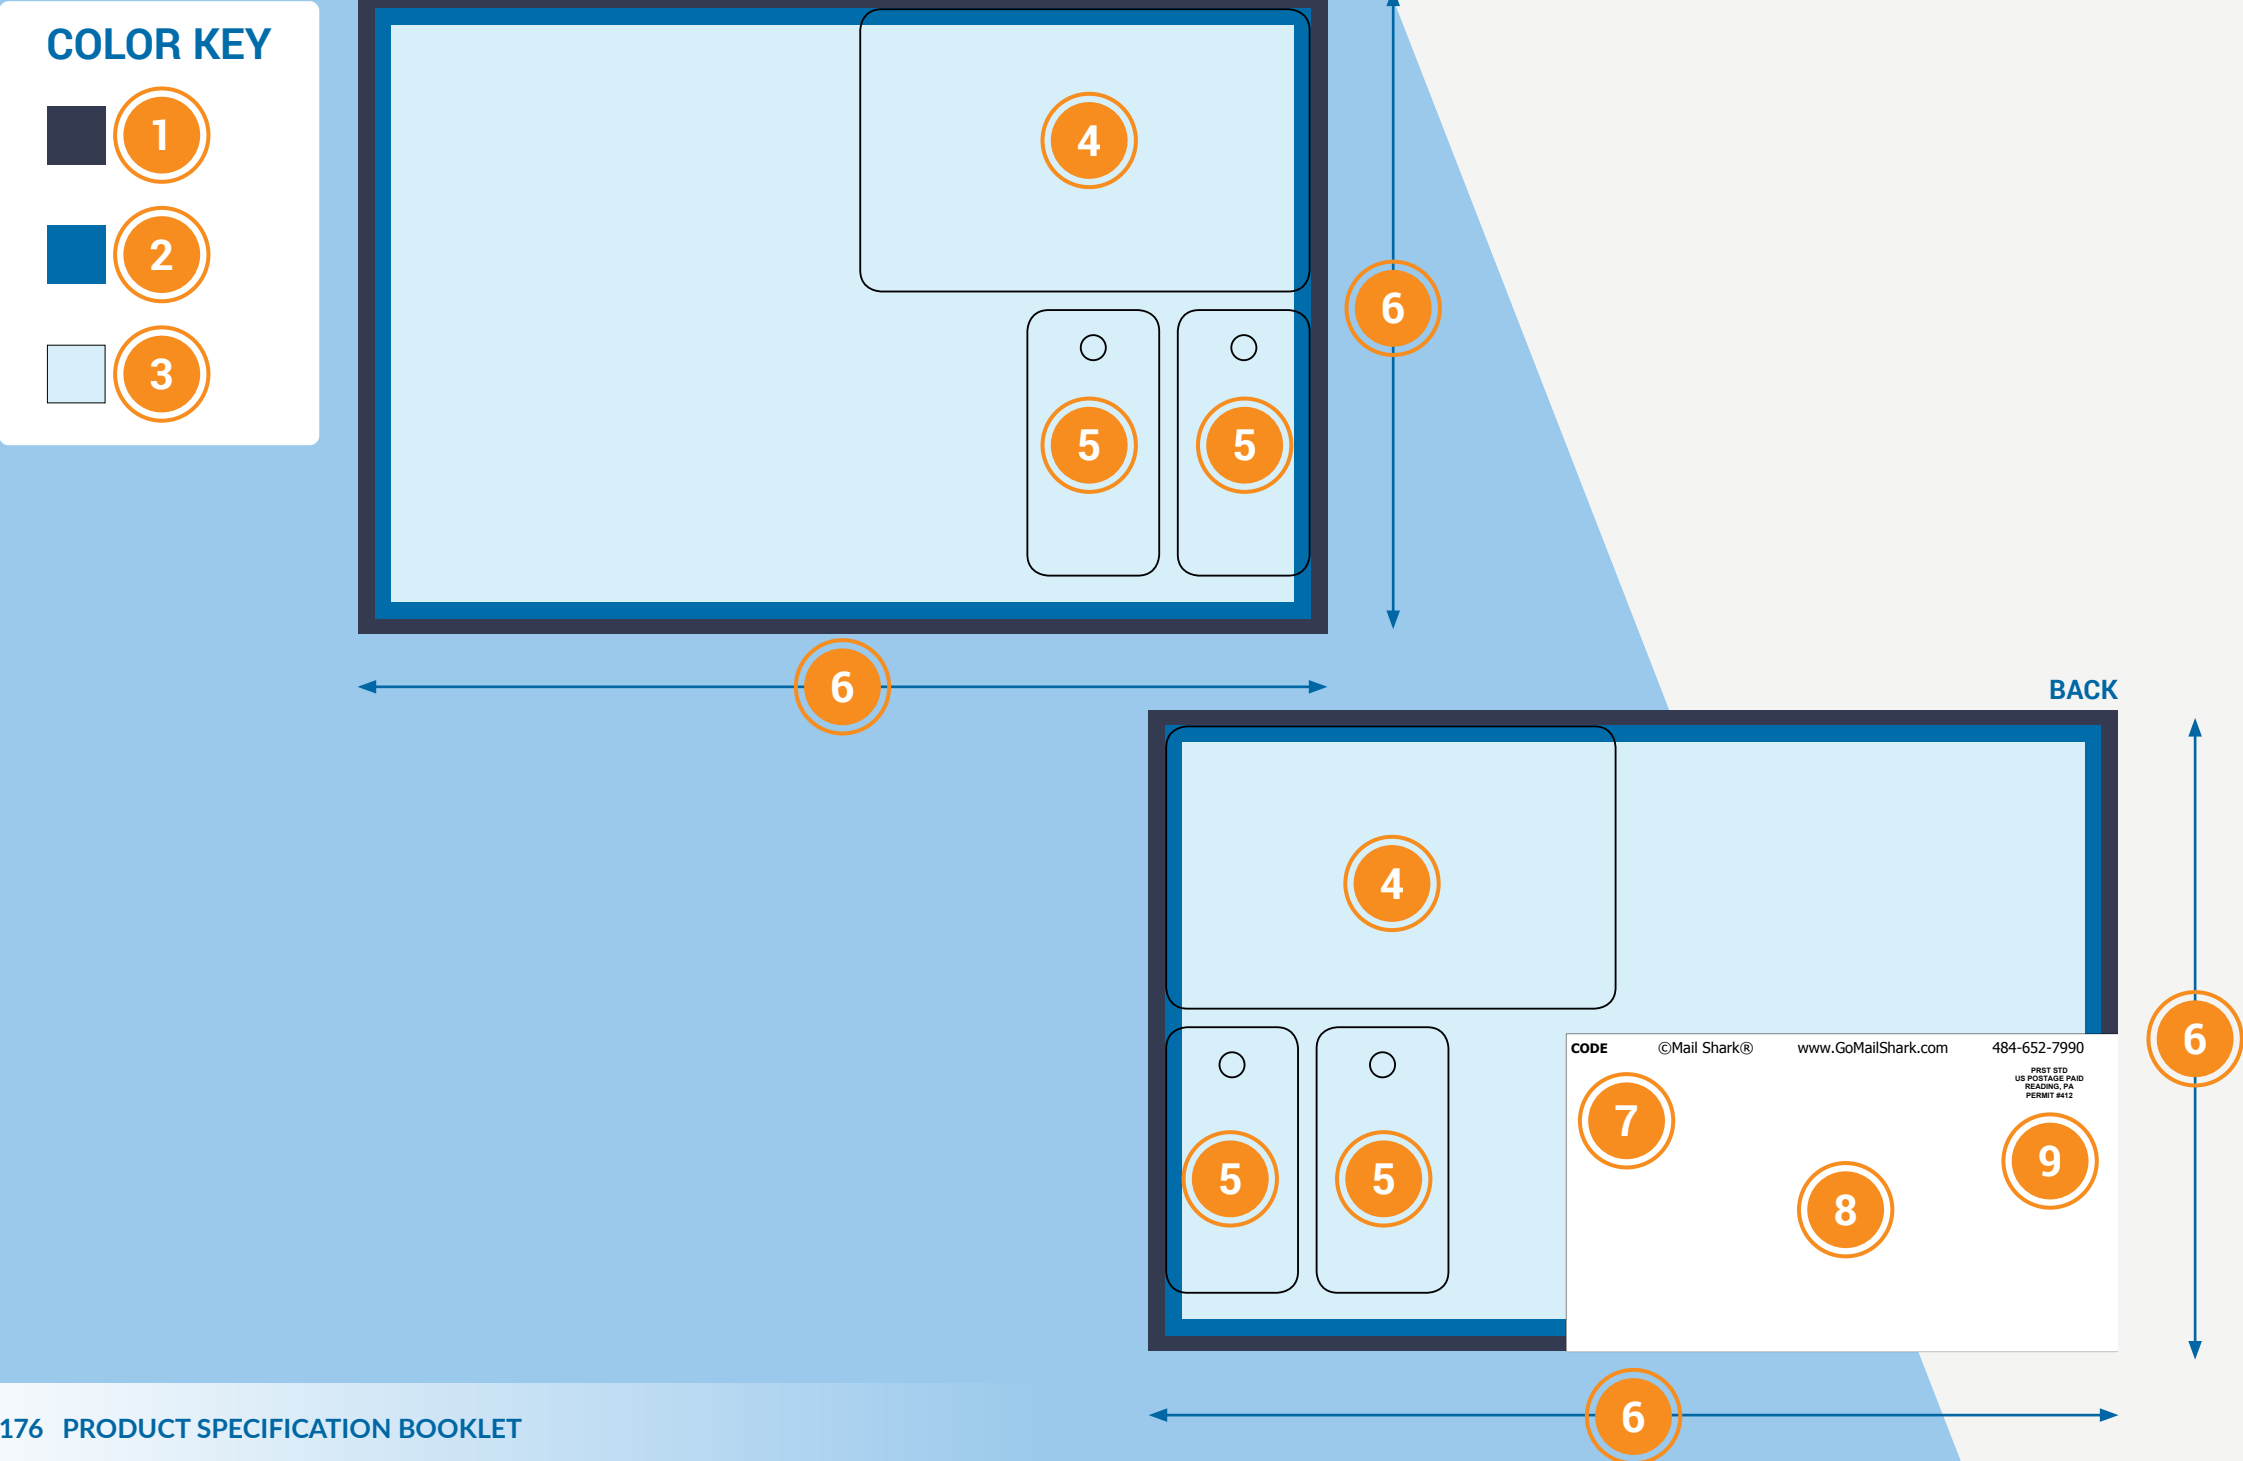 COLOR KEY
1
2
3
4
5 5
6
6
BACK
4
5 5
CODE ©Mail Shark® www.GoMailShark.com 484-652-7990
PRST STD
US POSTAGE PAID
READING, PA
PERMIT #412
7
8
9
6
6
176 PRODUCT SPECIFICATION BOOKLET